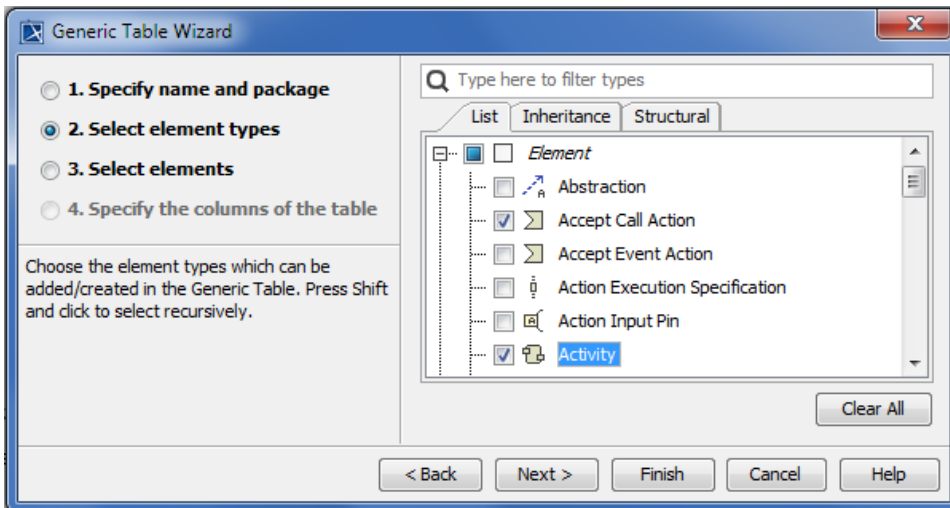 Generic Table Wizard
1. Specify name and package
2. Select element types
3. Select elements
4. Specify the columns of the table
Choose the element types which can be
added/created in the Generic Table. Press Shift
and click to select recursively.
Type here to filter types
List Inheritance Structural
Element
Abstraction
Accept Call Action
Accept Event Action
Action Execution Specification
Action Input Pin
Activity
Clear All
< Back Next > Finish Cancel Help